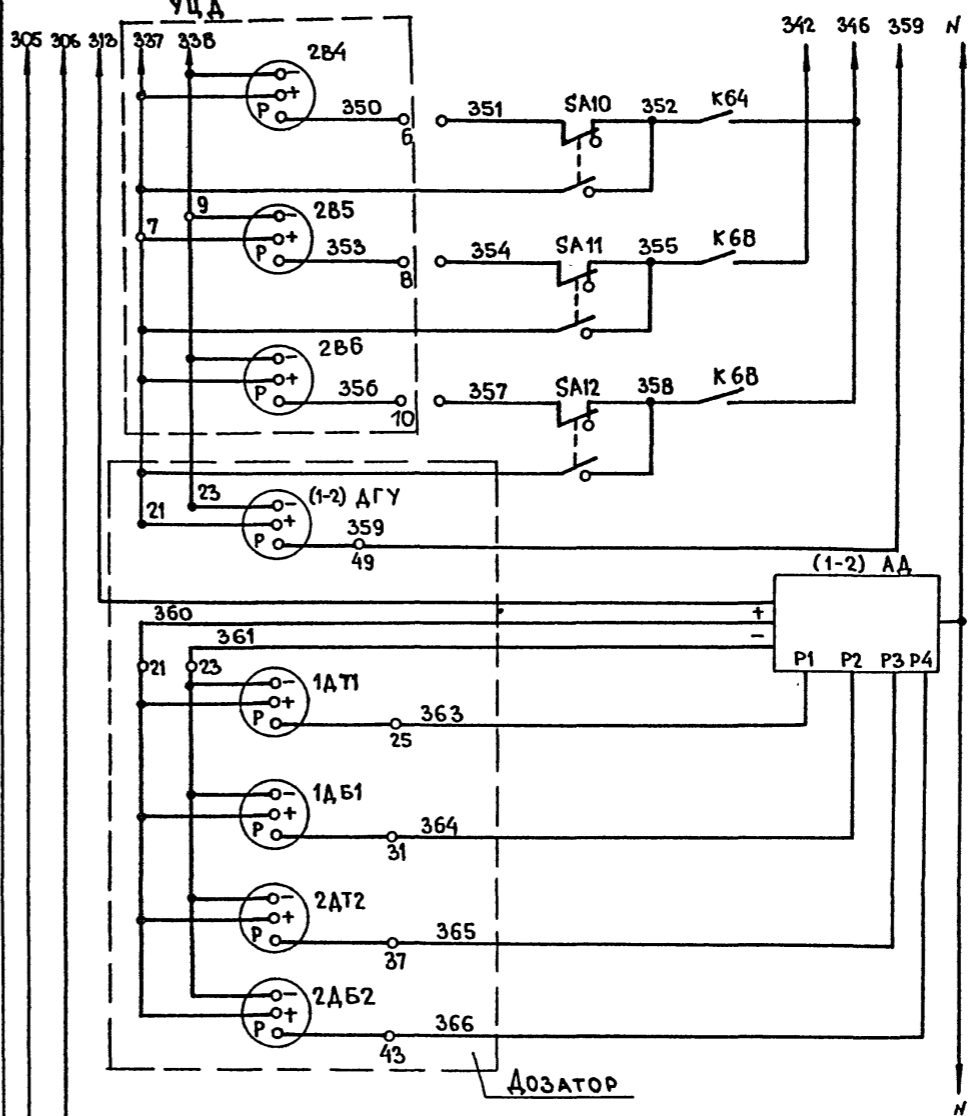 УЦД
305 306 313 337 338 342 346 359 N
2В4
−
+
Р 350 6 351 SA10 352 К64
9 − 2В5
7 +
Р 353 8 354 SA11 355 К68
− 2В6
+
Р 356 10 357 SA12 358 К68
23 − (1-2) ДГУ
21 + 359
Р 49
(1-2) АД
360 +
361 −
21 23 Р1 Р2 Р3 Р4
− 1ДТ1
+
Р 25 363
− 1ДБ1
+
Р 31 364
− 2ДТ2
+
Р 37 365
− 2ДБ2
+
Р 43 366
ДОЗАТОР
N